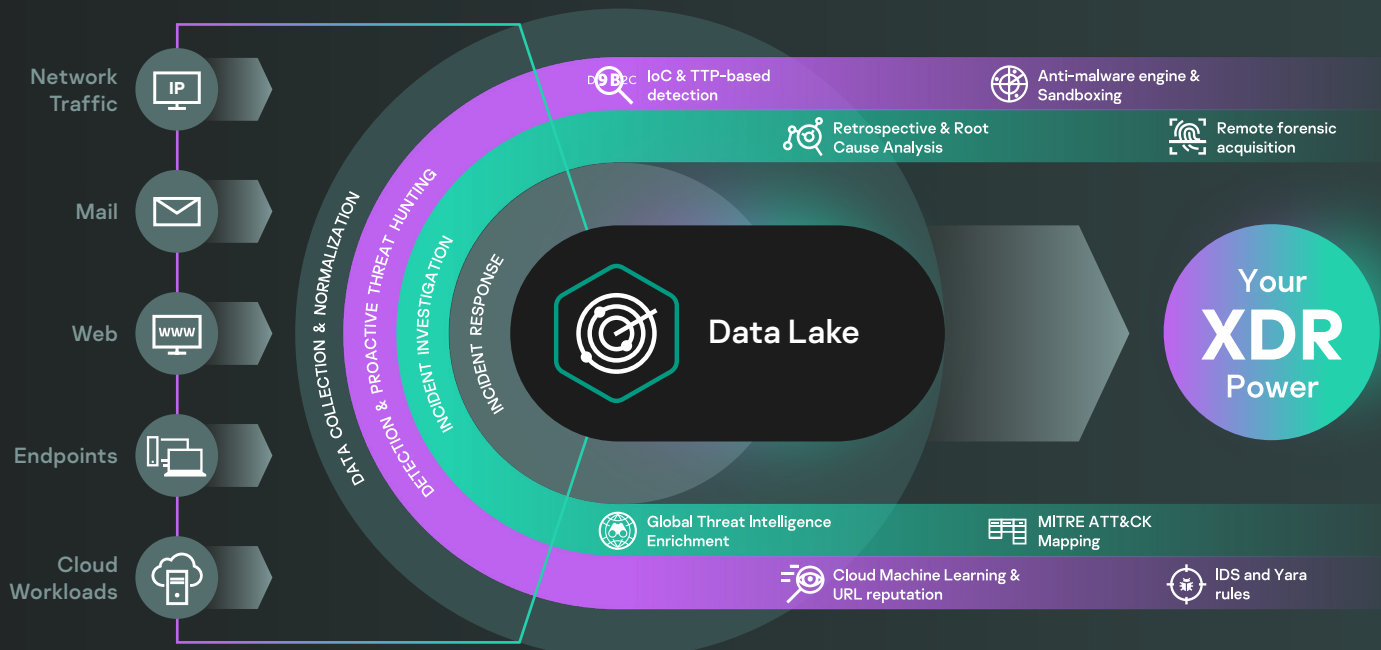 Network
Traffic
IP
Mail
Web
WWW
Endpoints
Cloud
Workloads
DATA COLLECTION & NORMALIZATION
DETECTION & PROACTIVE THREAT HUNTING
INCIDENT INVESTIGATION
INCIDENT RESPONSE
D9B2C
IoC & TTP-based
detection
Anti-malware engine &
Sandboxing
Retrospective & Root
Cause Analysis
Remote forensic
acquisition
Data Lake
Your
XDR
Power
Global Threat Intelligence
Enrichment
MITRE ATT&CK
Mapping
Cloud Machine Learning &
URL reputation
IDS and Yara
rules